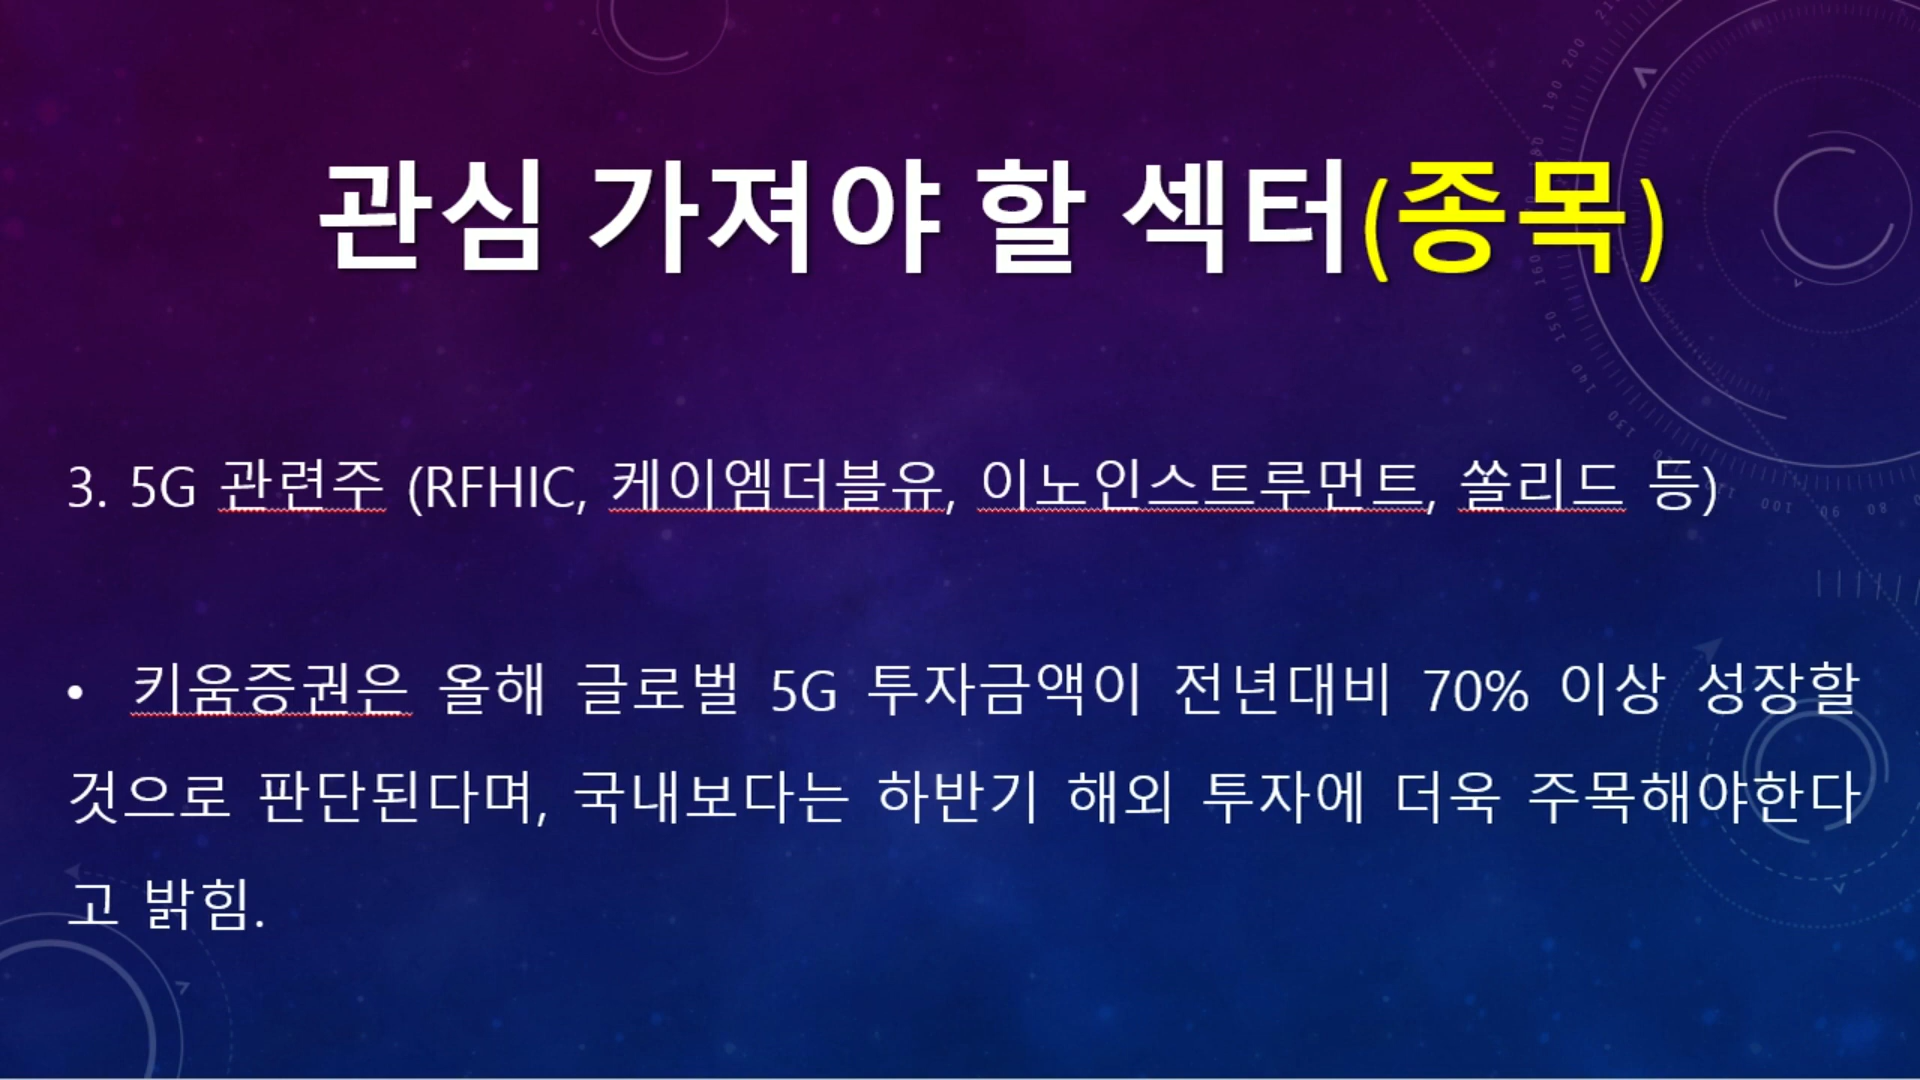 관심 가져야 할 섹터(종목)
3. 5G 관련주 (RFHIC, 케이엠더블유, 이노인스트루먼트, 쏠리드 등)
• 키움증권은 올해 글로벌 5G 투자금액이 전년대비 70% 이상 성장할
것으로 판단된다며, 국내보다는 하반기 해외 투자에 더욱 주목해야한다
고 밝힘.